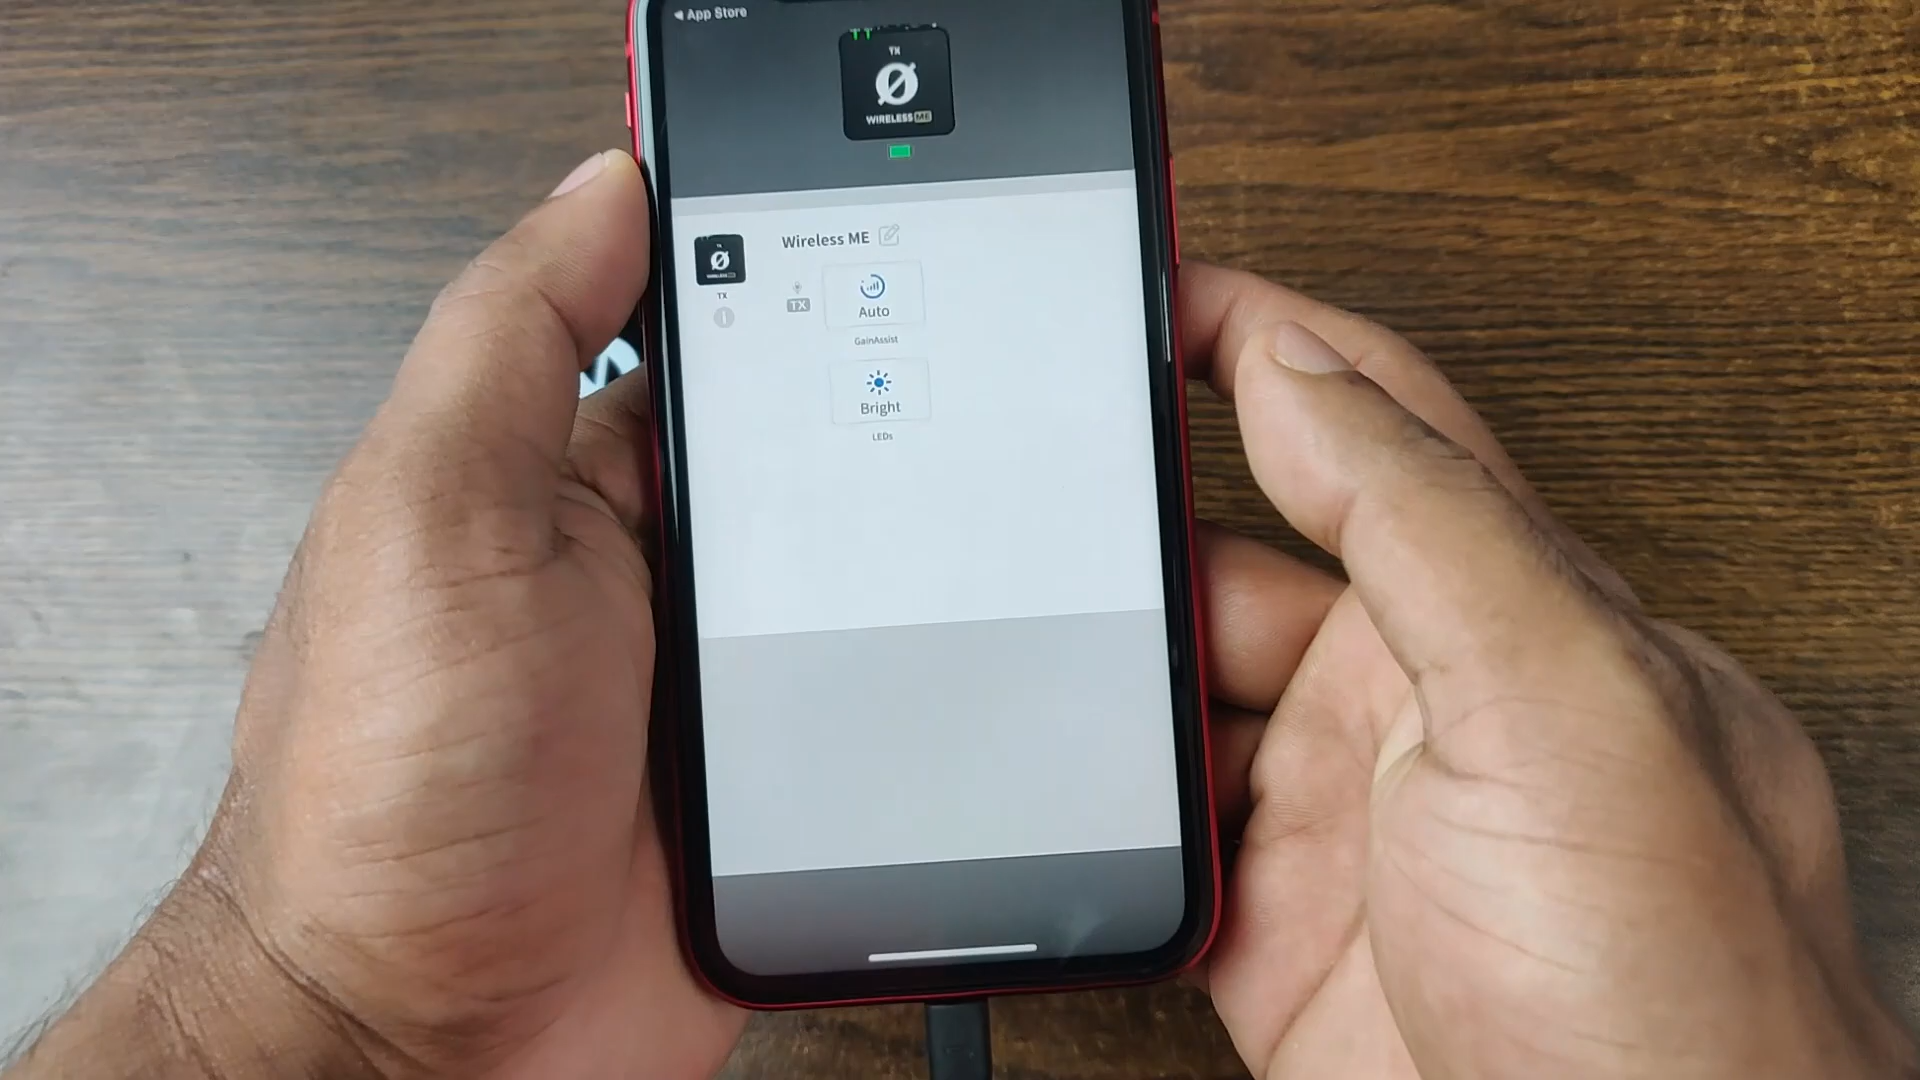 ◀ App Store
TX
WIRELESS ME
Wireless ME
TX
TX
Auto
GainAssist
Bright
LEDs